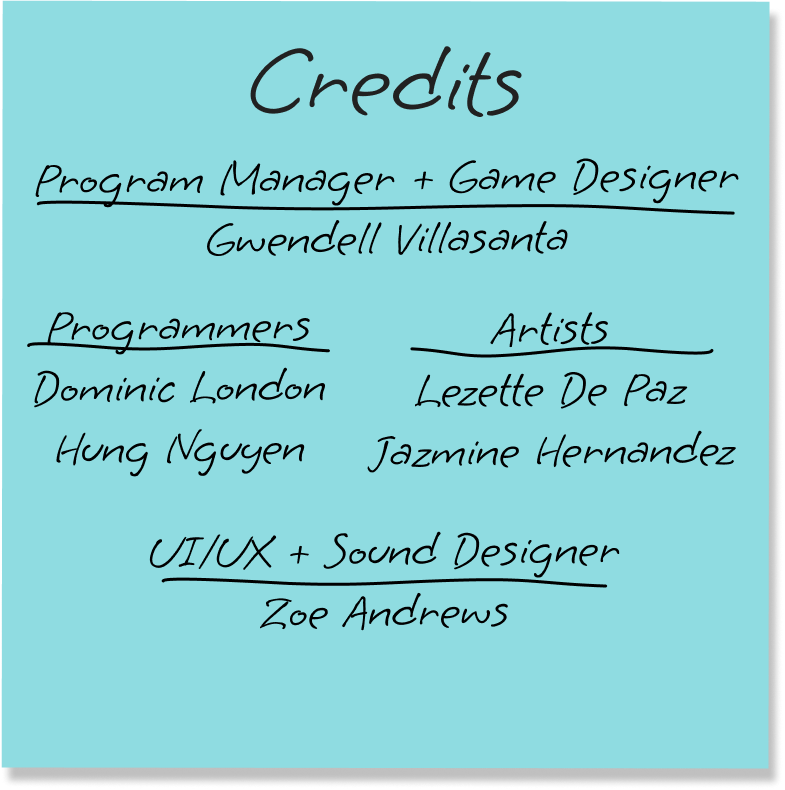 Credits
Program Manager + Game Designer
Gwendell Villasanta
Programmers
Dominic London
Hung Nguyen
Artists
Lezette De Paz
Jazmine Hernandez
UI/UX + Sound Designer
Zoe Andrews